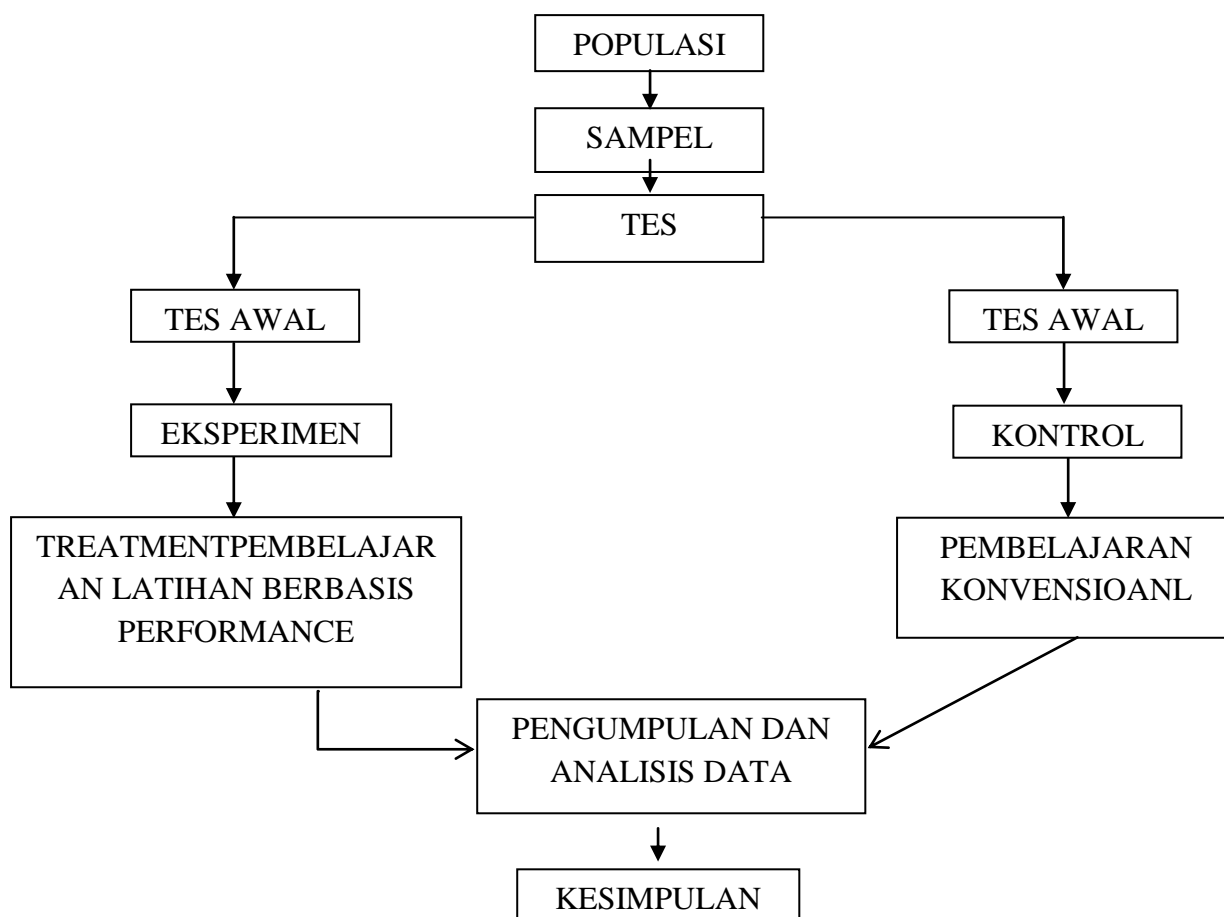 POPULASI
SAMPEL
TES
TES AWAL
TES AWAL
EKSPERIMEN
KONTROL
TREATMENTPEMBELAJAR
AN LATIHAN BERBASIS
PERFORMANCE
PEMBELAJARAN
KONVENSIOANL
PENGUMPULAN DAN
ANALISIS DATA
KESIMPULAN